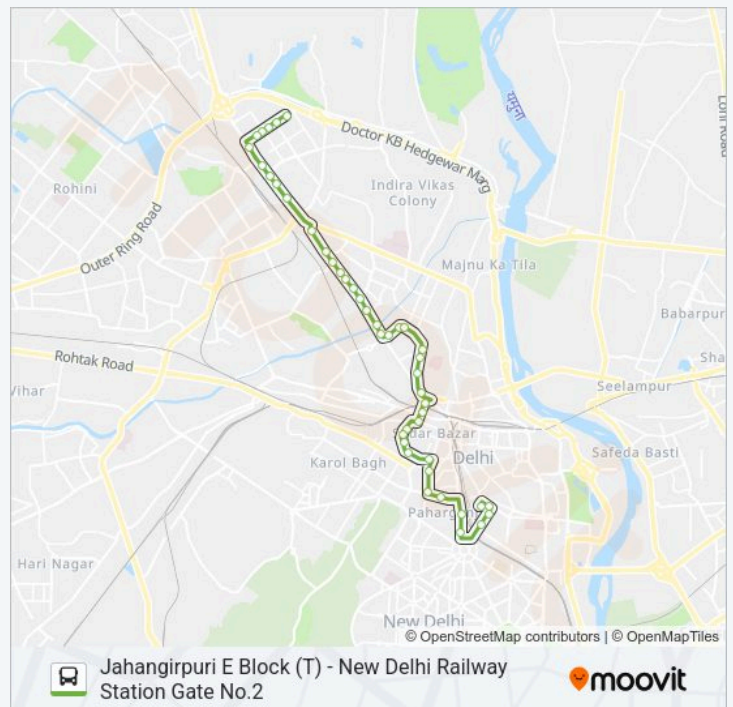 Doctor KB Hedgewar Marg
Loni Road
Rohini
Indira Vikas
Colony
Outer Ring Road
Majnu Ka Tila
Babarpur
Rohtak Road
Sha
Vihar
Seelampur
Sadar Bazar
Karol Bagh
Delhi
Safeda Basti
Paharganj
Hari Nagar
New Delhi
© OpenStreetMap contributors | © OpenMapTiles
Jahangirpuri E Block (T) - New Delhi Railway
Station Gate No.2
moovit